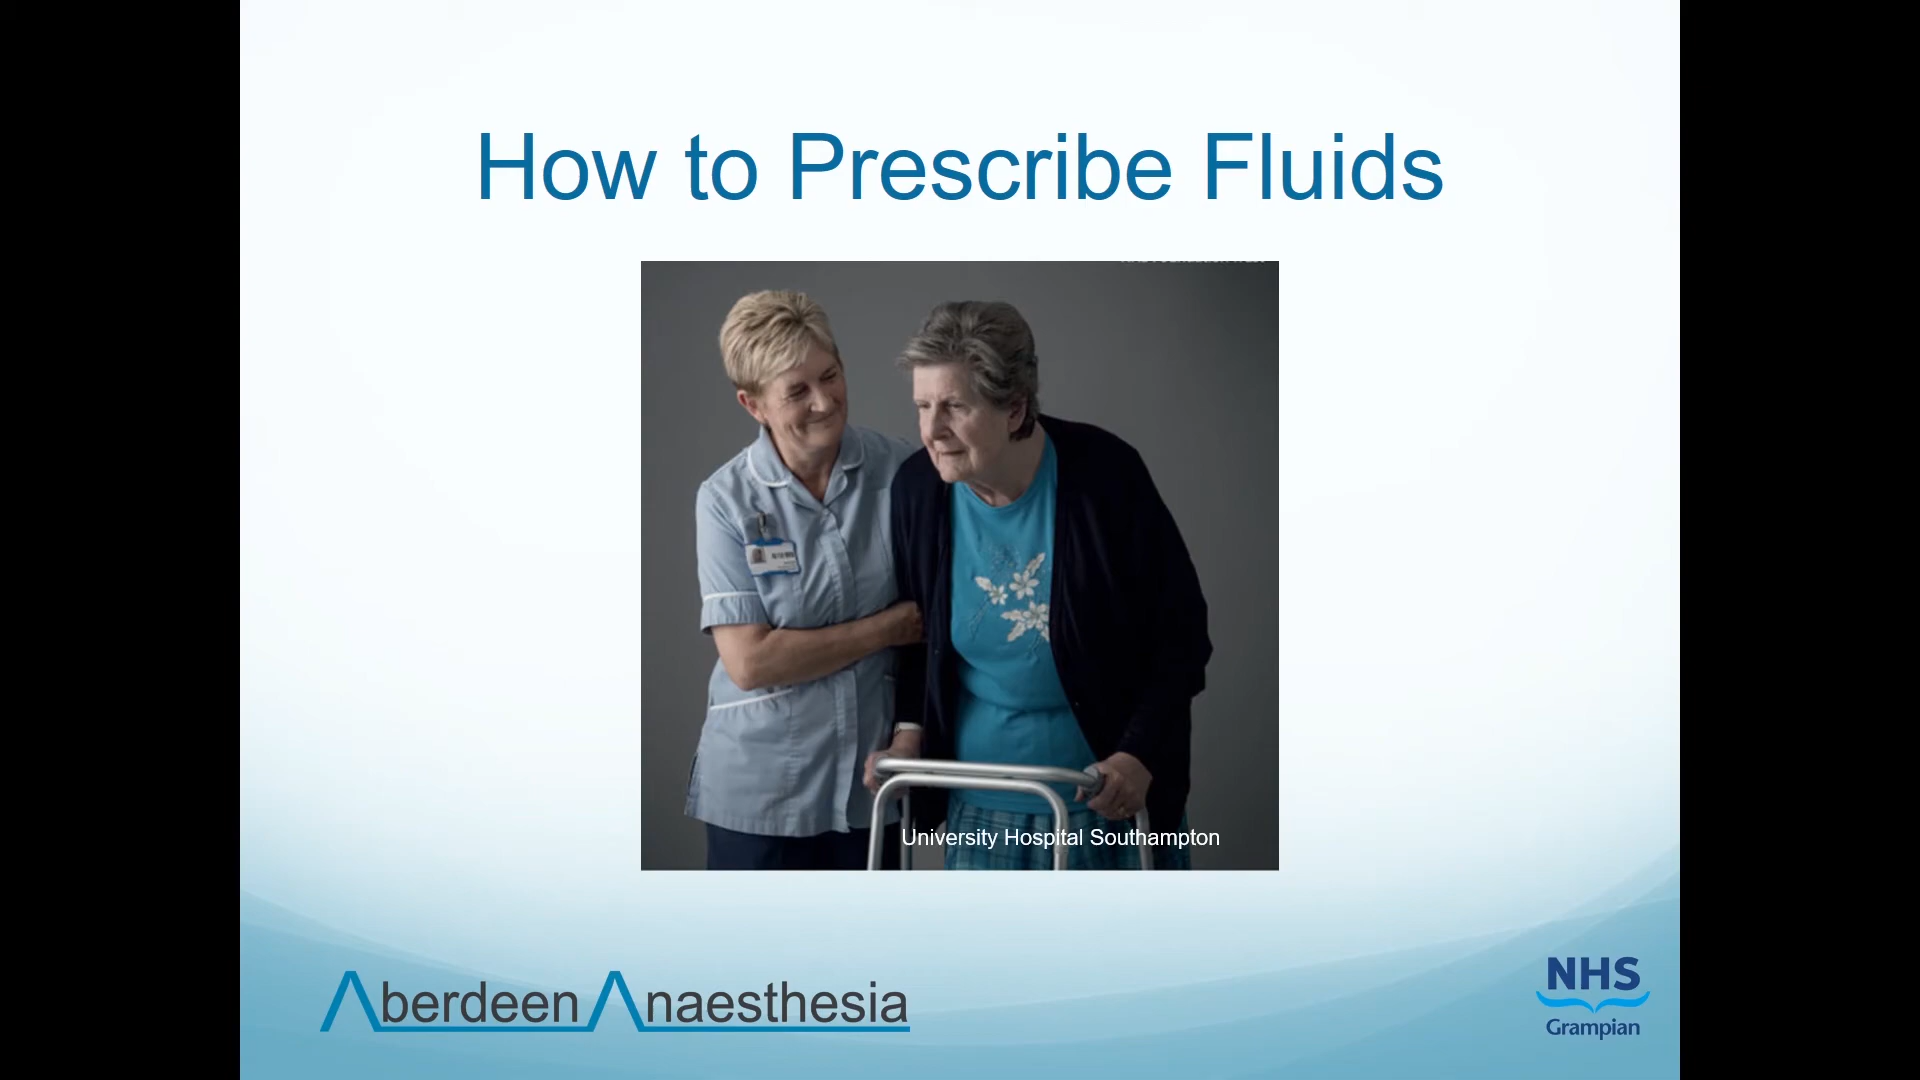 How to Prescribe Fluids
University Hospital Southampton
Aberdeen Anaesthesia
NHS
Grampian